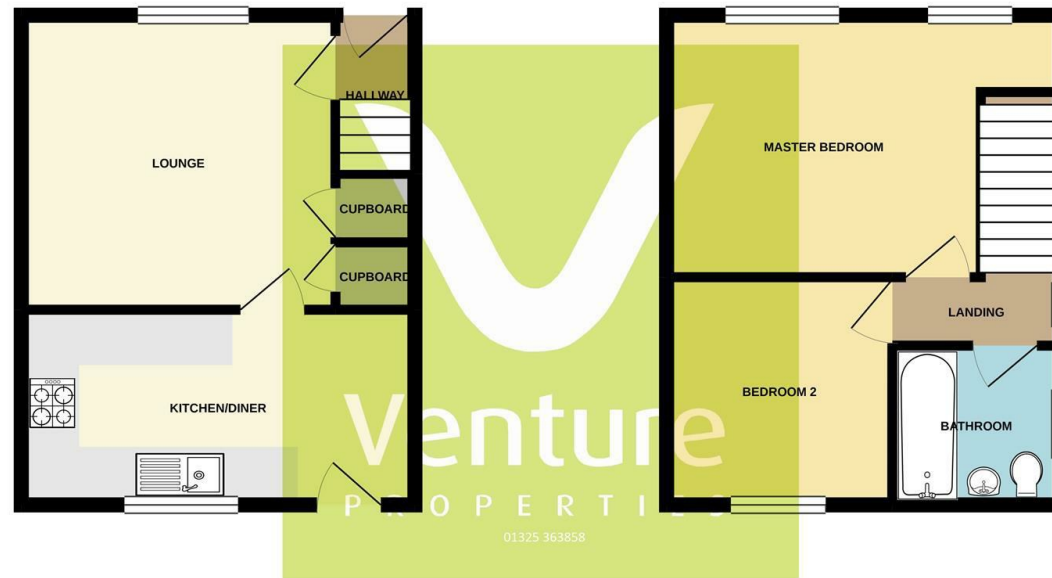 HALLWAY
LOUNGE
CUPBOARD
CUPBOARD
KITCHEN/DINER
MASTER BEDROOM
LANDING
BEDROOM 2
BATHROOM
Venture
PROPERTIES
01325 363858